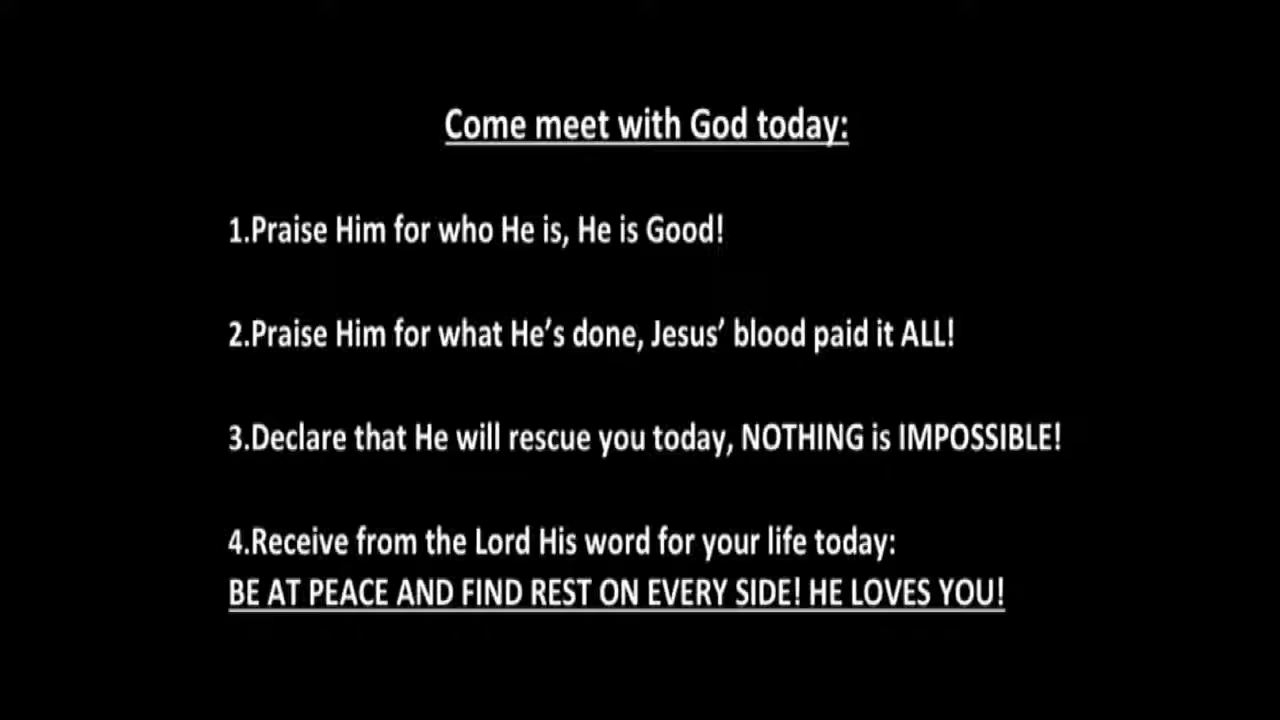 Come meet with God today:
1.Praise Him for who He is, He is Good!
2.Praise Him for what He’s done, Jesus’ blood paid it ALL!
3.Declare that He will rescue you today, NOTHING is IMPOSSIBLE!
4.Receive from the Lord His word for your life today:
BE AT PEACE AND FIND REST ON EVERY SIDE! HE LOVES YOU!